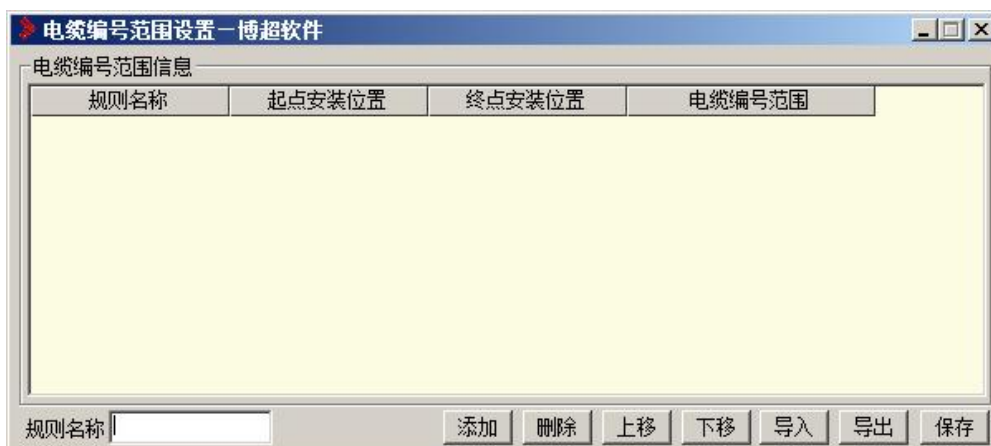 电缆编号范围设置－博超软件
电缆编号范围信息
规则名称 起点安装位置 终点安装位置 电缆编号范围
规则名称 添加 删除 上移 下移 导入 导出 保存